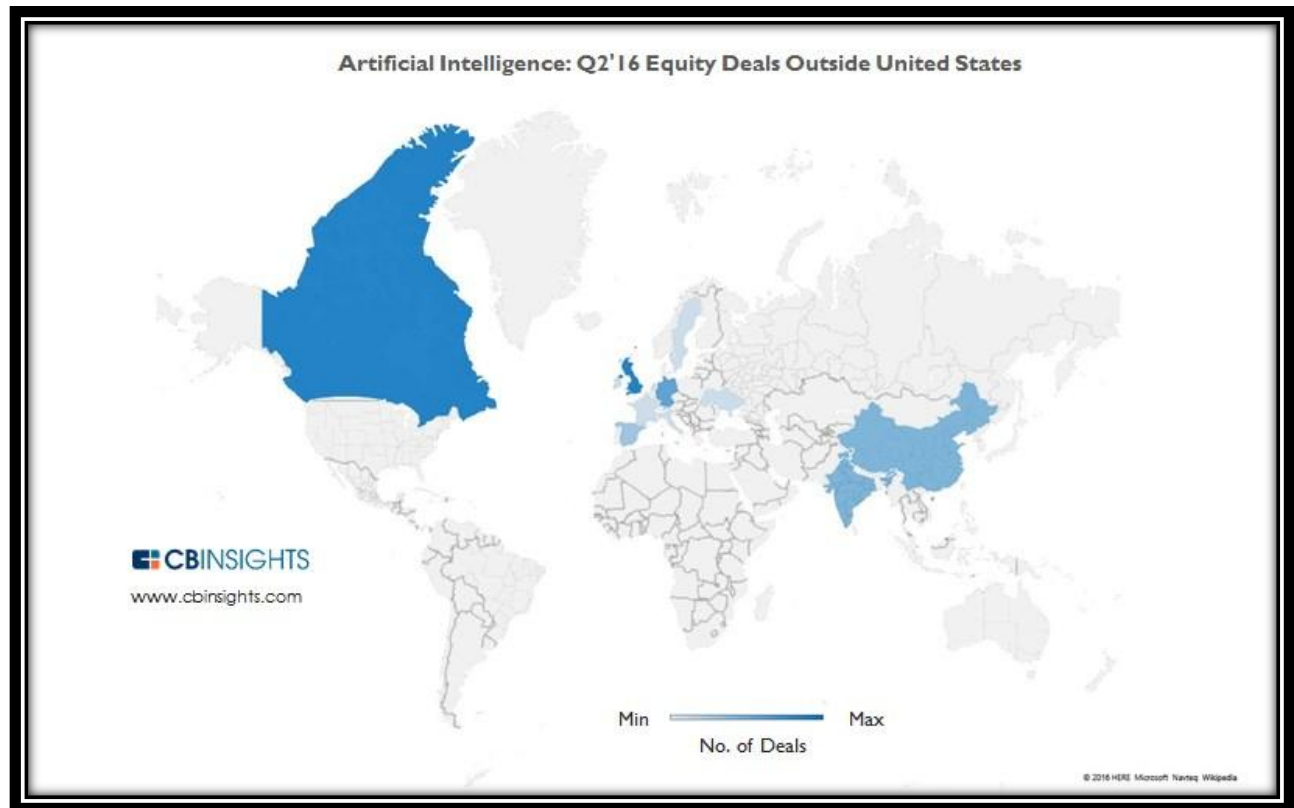 Artificial Intelligence: Q2'16 Equity Deals Outside United States
CBINSIGHTS
www.cbinsights.com
Min Max
No. of Deals
© 2016 HERE Microsoft Navteq Wikipedia